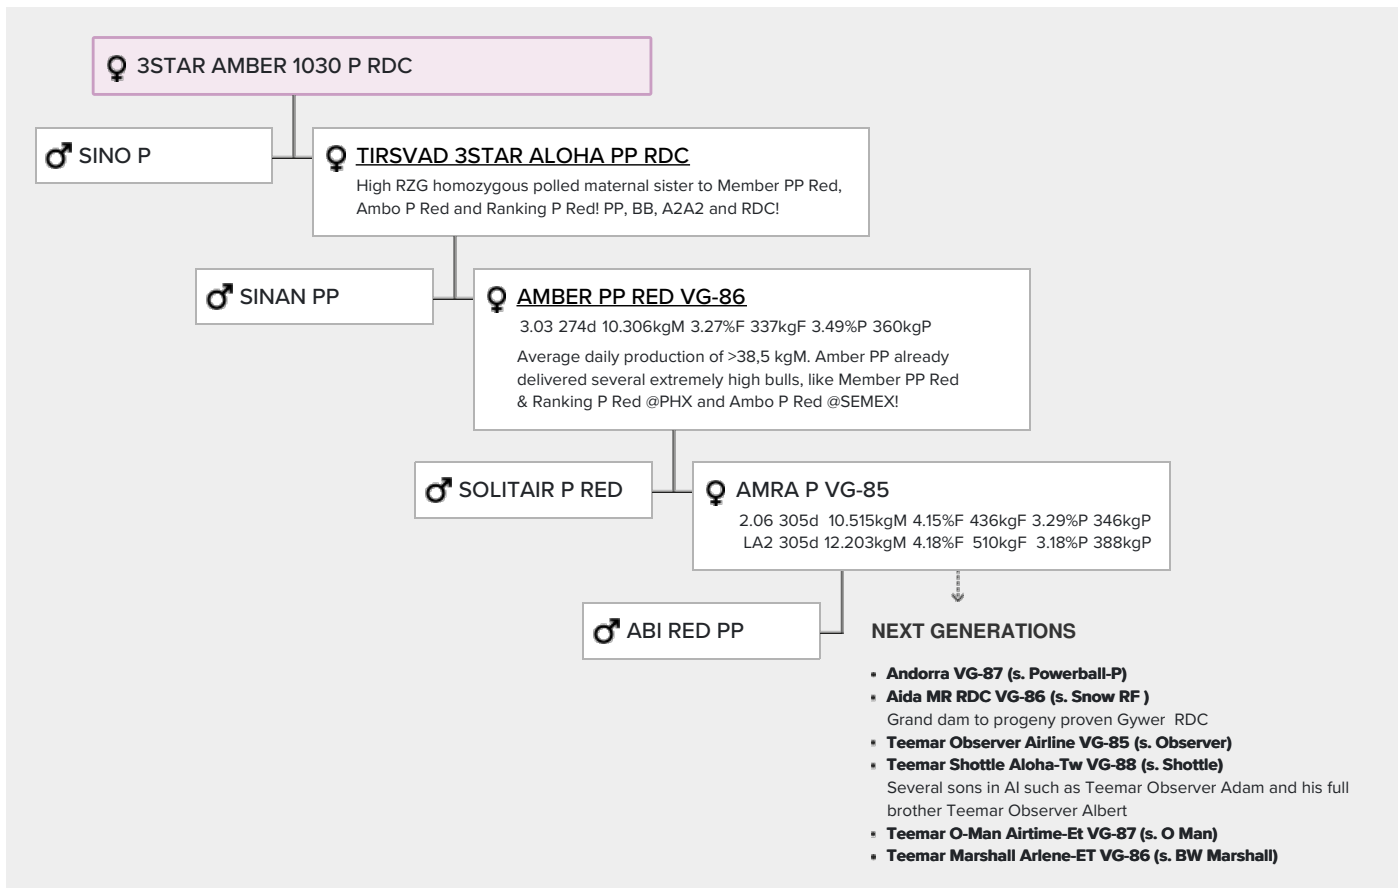 3STAR AMBER 1030 P RDC
SINO P
TIRSVAD 3STAR ALOHA PP RDC
High RZG homozygous polled maternal sister to Member PP Red,
Ambo P Red and Ranking P Red! PP, BB, A2A2 and RDC!
SINAN PP
AMBER PP RED VG-86
3.03 274d 10.306kgM 3.27%F 337kgF 3.49%P 360kgP
Average daily production of >38,5 kgM. Amber PP already
delivered several extremely high bulls, like Member PP Red
& Ranking P Red @PHX and Ambo P Red @SEMEX!
SOLITAIR P RED
AMRA P VG-85
2.06 305d 10.515kgM 4.15%F 436kgF 3.29%P 346kgP
LA2 305d 12.203kgM 4.18%F 510kgF 3.18%P 388kgP
ABI RED PP
NEXT GENERATIONS
Andorra VG-87 (s. Powerball-P)
Aida MR RDC VG-86 (s. Snow RF )
Grand dam to progeny proven Gywer RDC
Teemar Observer Airline VG-85 (s. Observer)
Teemar Shottle Aloha-Tw VG-88 (s. Shottle)
Several sons in AI such as Teemar Observer Adam and his full
brother Teemar Observer Albert
Teemar O-Man Airtime-Et VG-87 (s. O Man)
Teemar Marshall Arlene-ET VG-86 (s. BW Marshall)